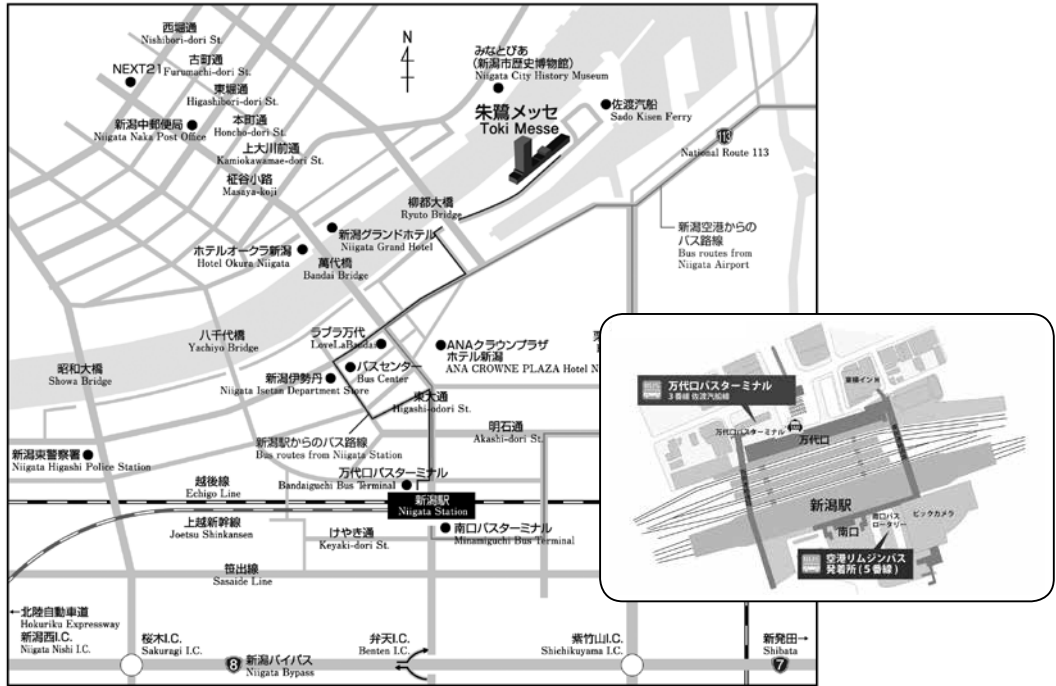 西堀通
Nishibori-dori St.
古町通
Furumachi-dori St.
NEXT21
東堀通
Higashibori-dori St.
新潟中郵便局
Niigata Naka Post Office
本町通
Honcho-dori St.
上大川前通
Kamiokawamae-dori St.
柾谷小路
Masaya-koji
N
みなとぴあ
(新潟市歴史博物館)
Niigata City History Museum
朱鷺メッセ
Toki Messe
佐渡汽船
Sado Kisen Ferry
113
National Route 113
柳都大橋
Ryuto Bridge
新潟空港からの
バス路線
Bus routes from
Niigata Airport
新潟グランドホテル
Niigata Grand Hotel
ホテルオークラ新潟
Hotel Okura Niigata
萬代橋
Bandai Bridge
八千代橋
Yachiyo Bridge
昭和大橋
Showa Bridge
ラブラ万代
LoveLaBandai
バスセンター
Bus Center
新潟伊勢丹
Niigata Isetan Department Store
ANAクラウンプラザ
ホテル新潟
ANA CROWNE PLAZA Hotel N
東大通
Higashi-odori St.
明石通
Akashi-dori St.
新潟駅からのバス路線
Bus routes from Niigata Station
新潟東警察署
Niigata Higashi Police Station
万代口バスターミナル
Bandaiguchi Bus Terminal
越後線
Echigo Line
新潟駅
Niigata Station
上越新幹線
Joetsu Shinkansen
けやき通
Keyaki-dori St.
南口バスターミナル
Minamiguchi Bus Terminal
笹出線
Sasaide Line
←北陸自動車道
Hokuriku Expressway
新潟西I.C.
Niigata Nishi I.C.
桜木I.C.
Sakuragi I.C.
8
新潟バイパス
Niigata Bypass
弁天I.C.
Benten I.C.
紫竹山I.C.
Shichikuyama I.C.
新発田→
Shibata
7
BUS
万代口バスターミナル
3番線 佐渡汽船線
東横イン H
万代口バスターミナル
万代口
新潟駅
南口
南口バス
ロータリー
ビックカメラ
BUS
空港リムジンバス
発着所(5番線)